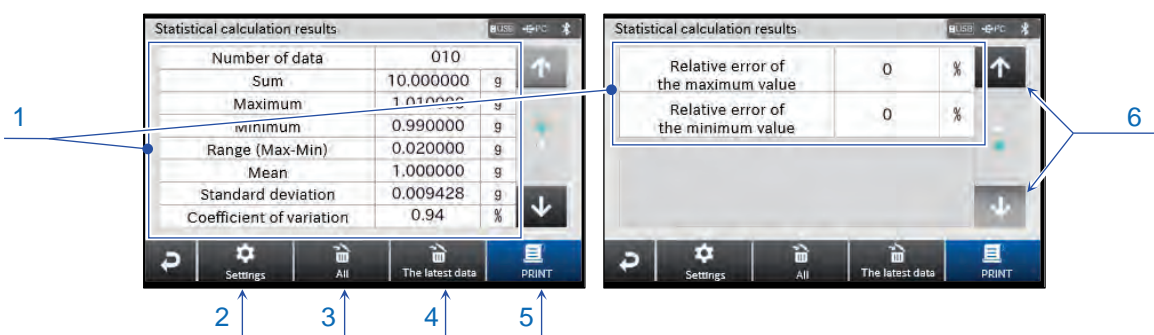 Statistical calculation results
USB PC
Number of data 010
Sum 10.000000 g
Maximum 1.010000 g
Minimum 0.990000 g
Range (Max-Min) 0.020000 g
Mean 1.000000 g
Standard deviation 0.009428 g
Coefficient of variation 0.94 %
Settings
All
The latest data
PRINT
Statistical calculation results
USB PC
Relative error of
the maximum value
0 %
Relative error of
the minimum value
0 %
Settings
All
The latest data
PRINT
1
2
3
4
5
6